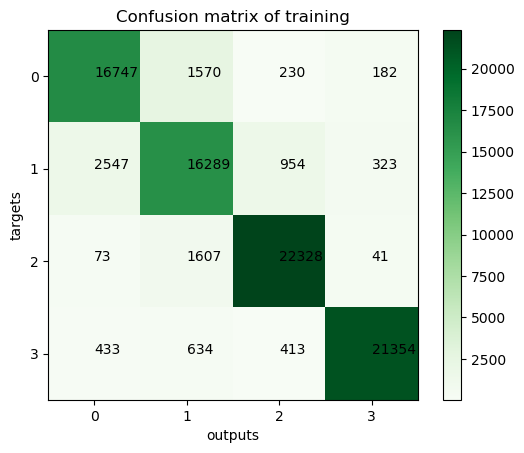 Confusion matrix of training
0 16747 1570 230 182
1 2547 16289 954 323
2 73 1607 22328 41
3 433 634 413 21354
0 1 2 3
outputs
targets
20000
17500
15000
12500
10000
7500
5000
2500